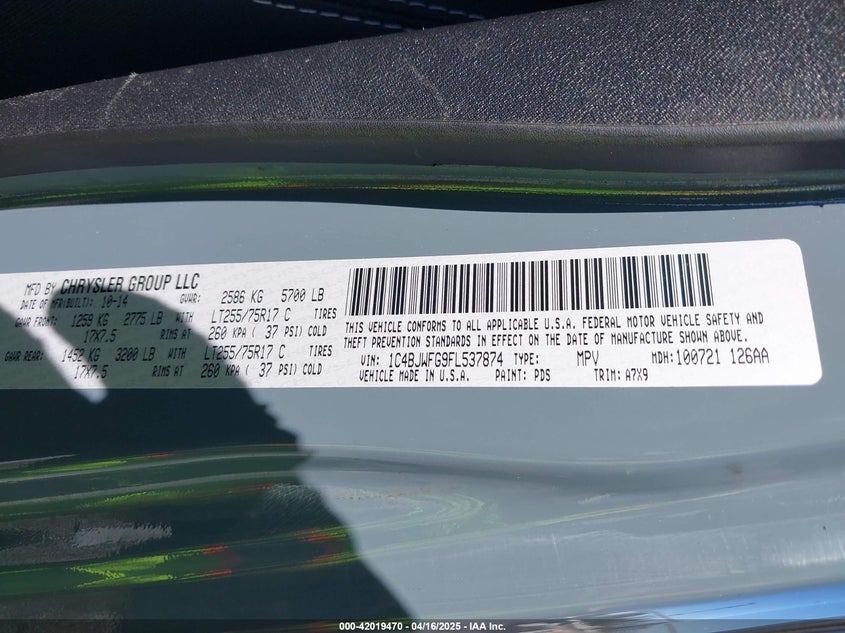 MFD BY CHRYSLER GROUP LLC
DATE OF MFR(BUILT): 10-14 GVWR: 2586 KG 5700 LB
GAWR FRONT: 1259 KG 2775 LB WITH LT255/75R17 C TIRES
17X7.5 RIMS AT 260 KPA ( 37 PSI) COLD
GAWR REAR: 1452 KG 3200 LB WITH LT255/75R17 C TIRES
17X7.5 RIMS AT 260 KPA ( 37 PSI) COLD
THIS VEHICLE CONFORMS TO ALL APPLICABLE U.S.A. FEDERAL MOTOR VEHICLE SAFETY AND
THEFT PREVENTION STANDARDS IN EFFECT ON THE DATE OF MANUFACTURE SHOWN ABOVE.
VIN: 1C4BJWFG9FL537874 TYPE: MPV MDH:100721 126AA
VEHICLE MADE IN U.S.A. PAINT: PDS TRIM: A7X9
000-42019470 - 04/16/2025 - IAA Inc.